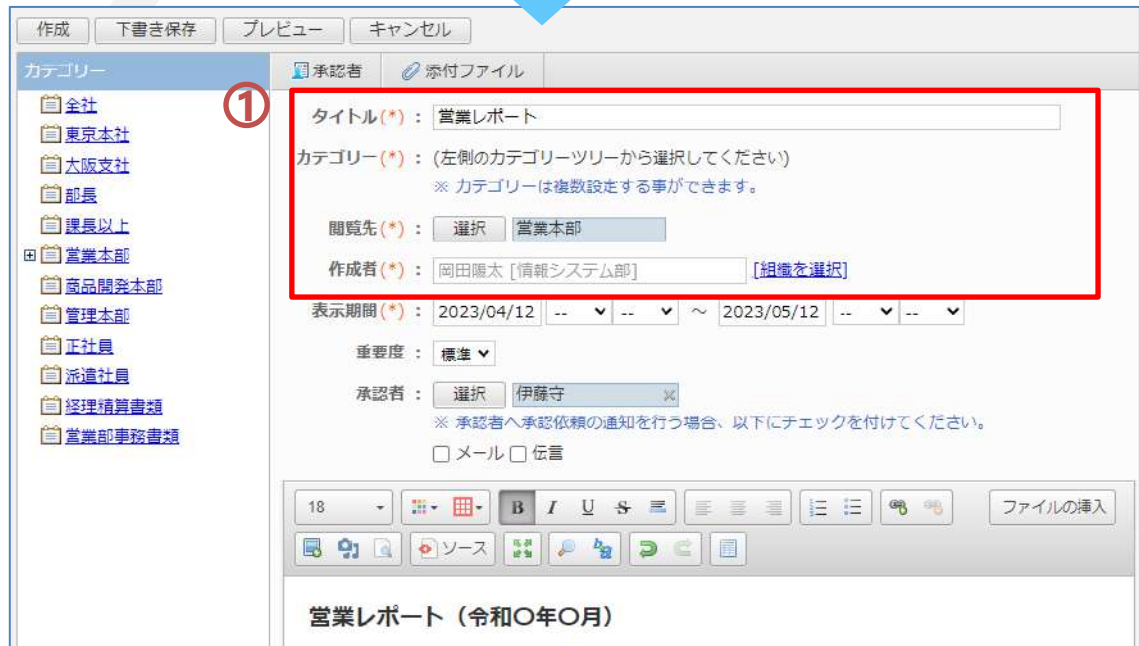 作成 下書き保存 プレビュー キャンセル
カテゴリー
全社
東京本社
大阪支社
部長
課長以上
営業本部
商品開発本部
管理本部
正社員
派遣社員
経理精算書類
営業部事務書類
承認者 添付ファイル
①
タイトル(*) : 営業レポート
カテゴリー(*) : (左側のカテゴリーツリーから選択してください)
※ カテゴリーは複数設定する事ができます。
閲覧先(*) : 選択 営業本部
作成者(*) : 岡田陽太 [情報システム部] [組織を選択]
表示期間(*) : 2023/04/12 -- -- ～ 2023/05/12 -- --
重要度 : 標準
承認者 : 選択 伊藤守
※ 承認者へ承認依頼の通知を行う場合、以下にチェックを付けてください。
メール 伝言
18 B I U S ファイルの挿入
ソース
営業レポート（令和〇年〇月）